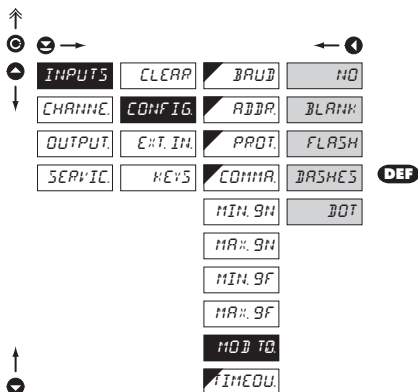 INPUTS CLEAR BAUD NO
CHANNE. CONFIG. ADDR. BLANK
OUTPUT. EXT. IN. PROT. FLASH
SERVIC. KEYS COMMA. DASHES DEF
MIN. 9N DOT
MAX. 9N
MIN. 9F
MAX. 9F
MOD TO.
TIMEOU.